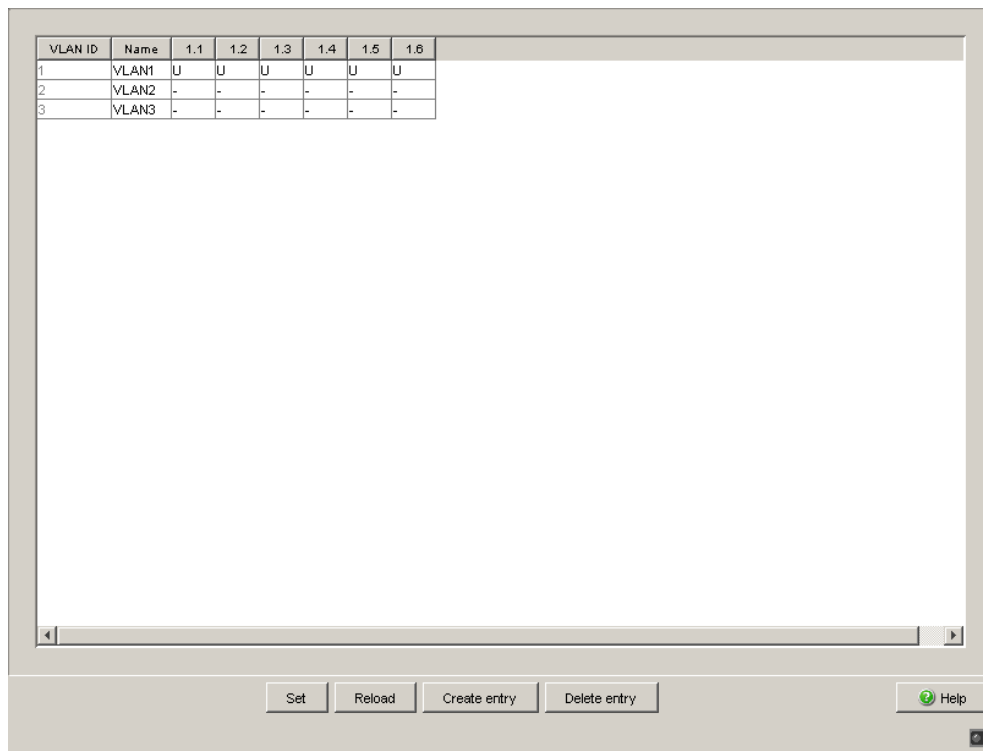 VLAN ID Name 1.1 1.2 1.3 1.4 1.5 1.6
1 VLAN1 U U U U U U
2 VLAN2 - - - - - -
3 VLAN3 - - - - - -
Set Reload Create entry Delete entry Help